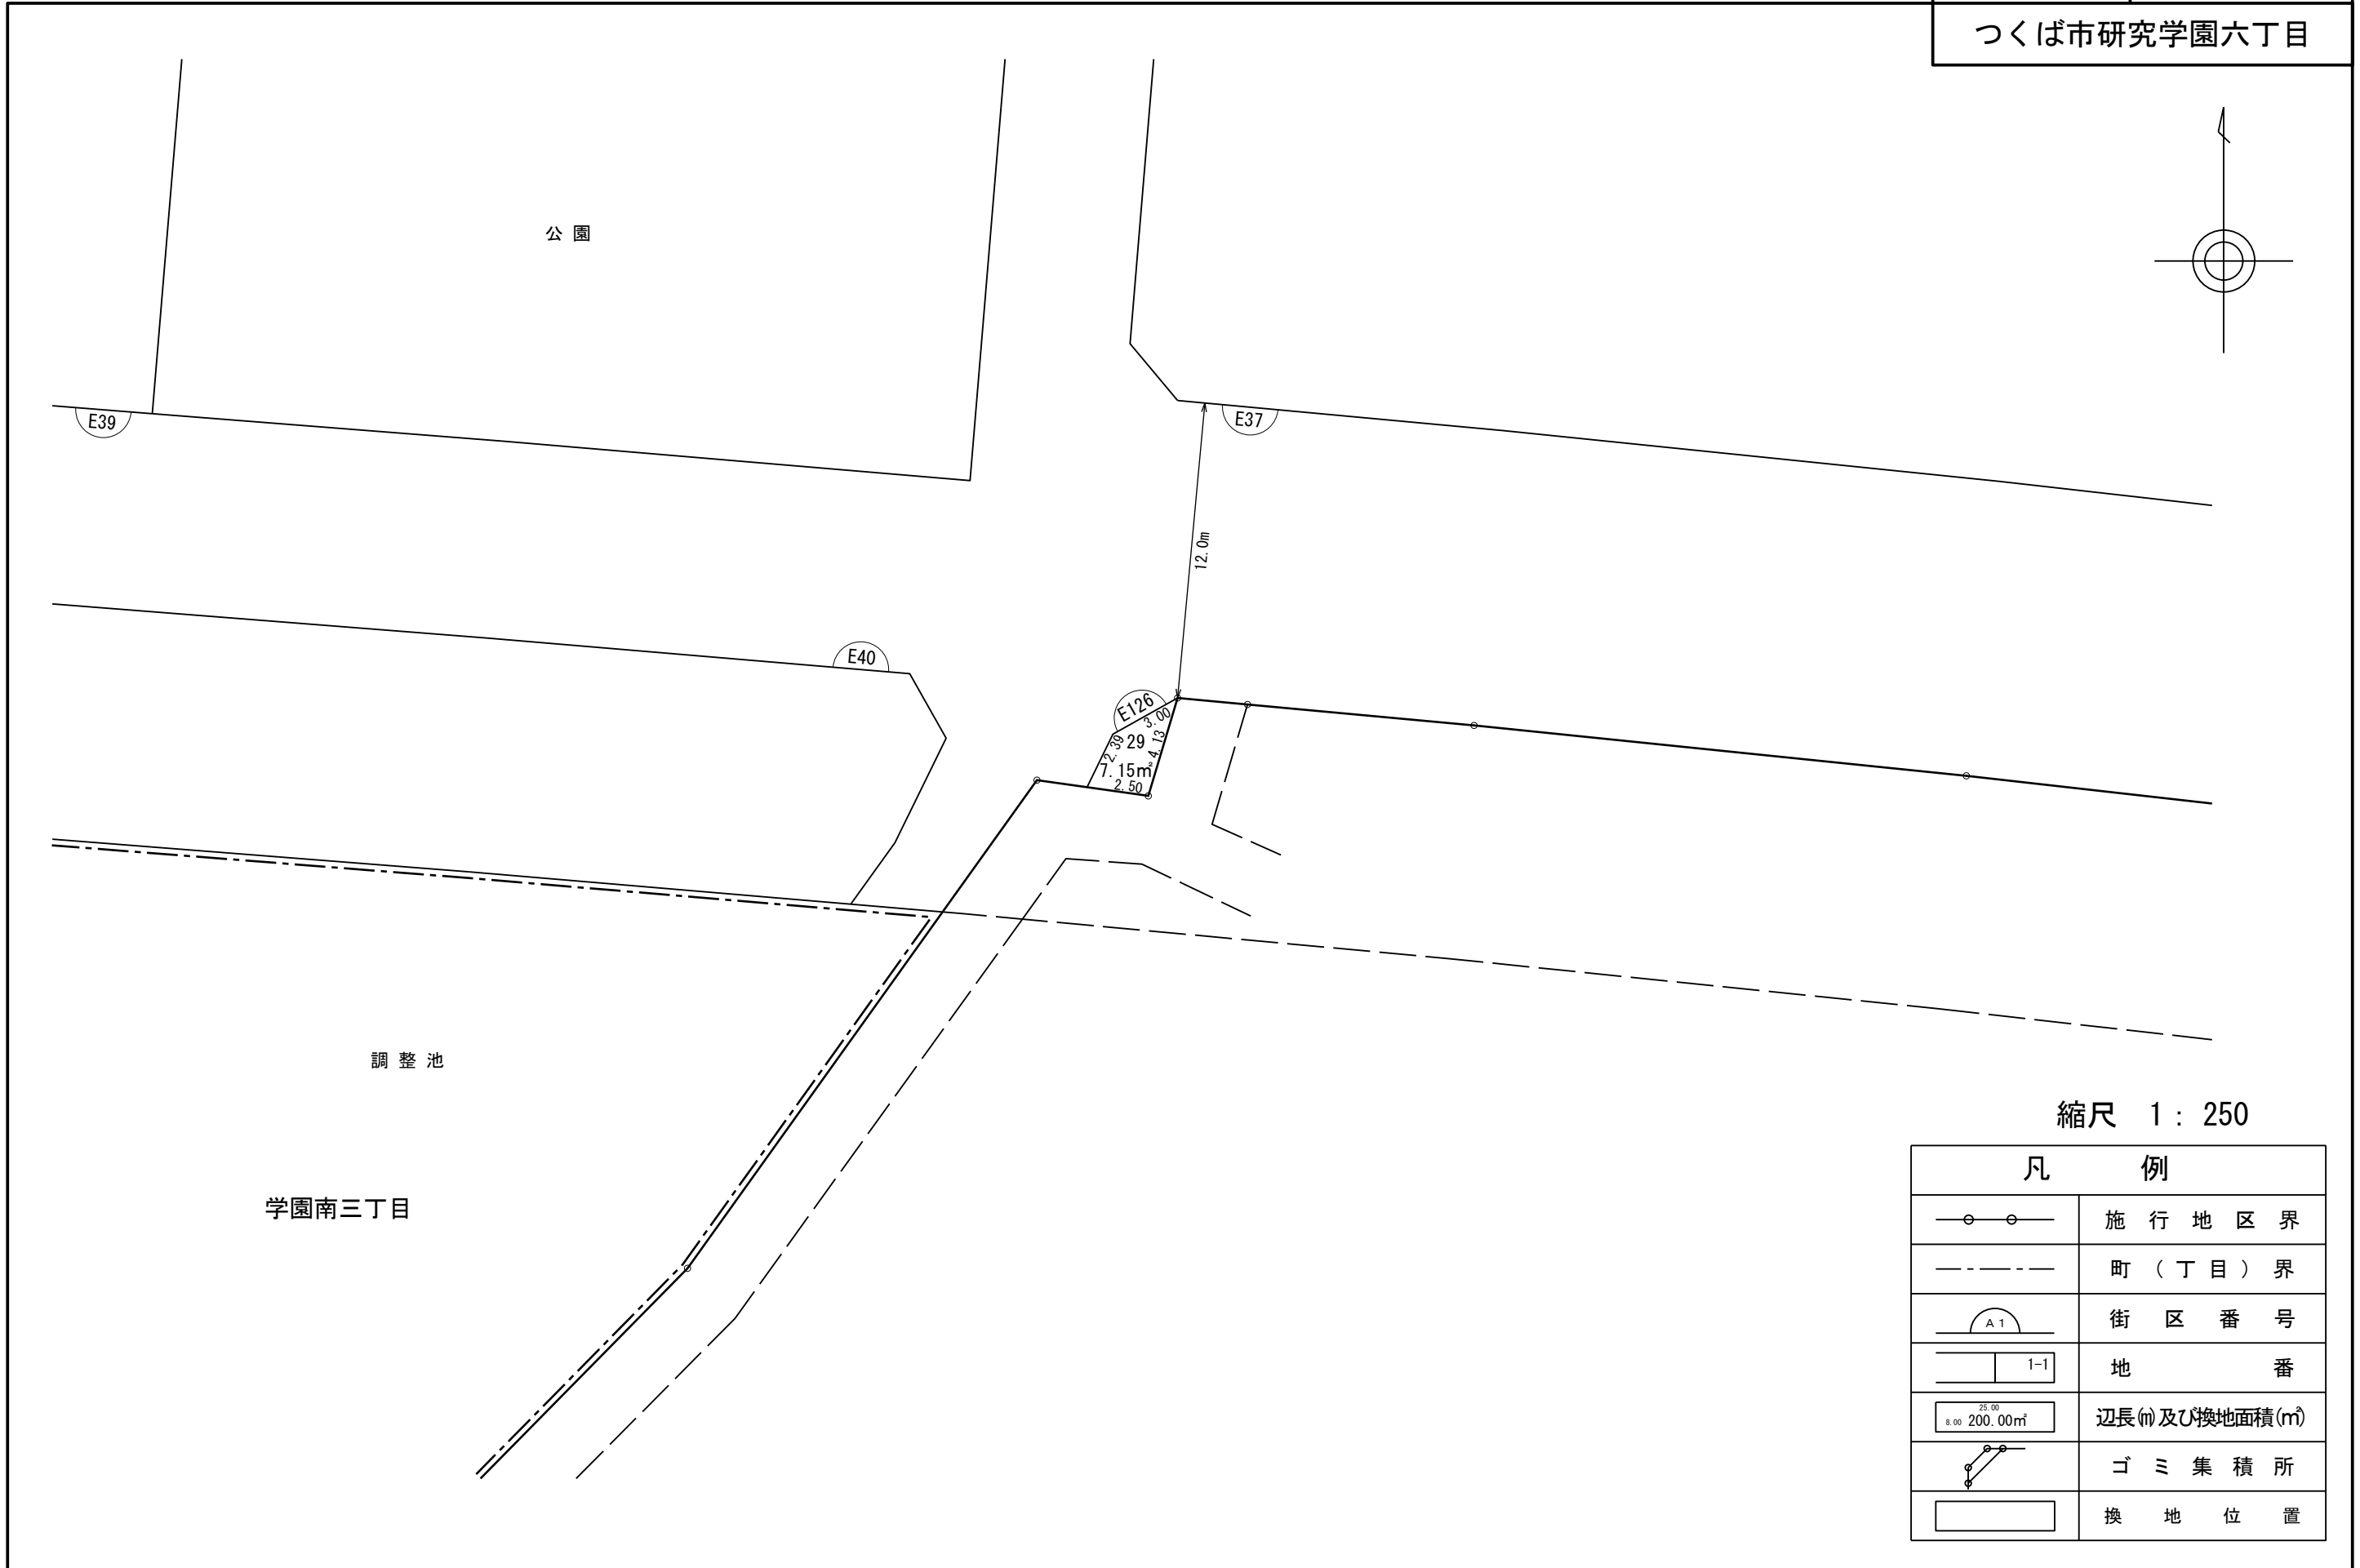 つくば市研究学園六丁目
公園
E39
E37
12.0m
E40
E126
3.00
2.39
29
4.13
7.15㎡
2.50
調整池
学園南三丁目
縮尺 1：250
凡例
施行地区界
町（丁目）界
A1
街区番号
1-1
地番
25.00
8.00 200.00㎡
辺長(m)及び換地面積(㎡)
ゴミ集積所
換地位置